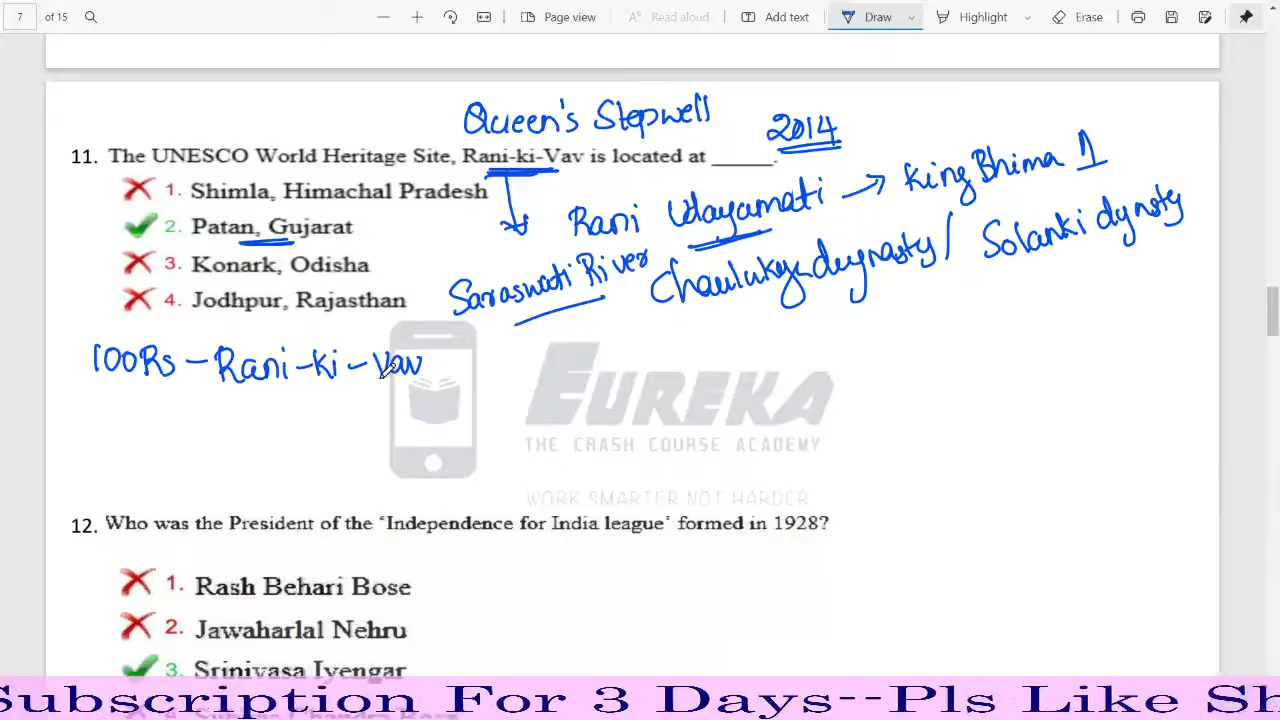 7 of 15 Page view Read aloud Add text Draw Highlight Erase
Queen's Stepwell
2014
11. The UNESCO World Heritage Site, Rani-ki-Vav is located at _____.
1. Shimla, Himachal Pradesh
King Bhima 1
Rani Udayamati
2. Patan, Gujarat
Chaulukya dynasty / Solanki dynsty
Saraswati River
3. Konark, Odisha
4. Jodhpur, Rajasthan
100Rs - Rani-ki-Vav
EUREKA
THE CRASH COURSE ACADEMY
WORK SMARTER NOT HARDER
12. Who was the President of the "Independence for India league" formed in 1928?
1. Rash Behari Bose
2. Jawaharlal Nehru
3. Srinivasa Iyengar
Subscription For 3 Days--Pls Like Sh